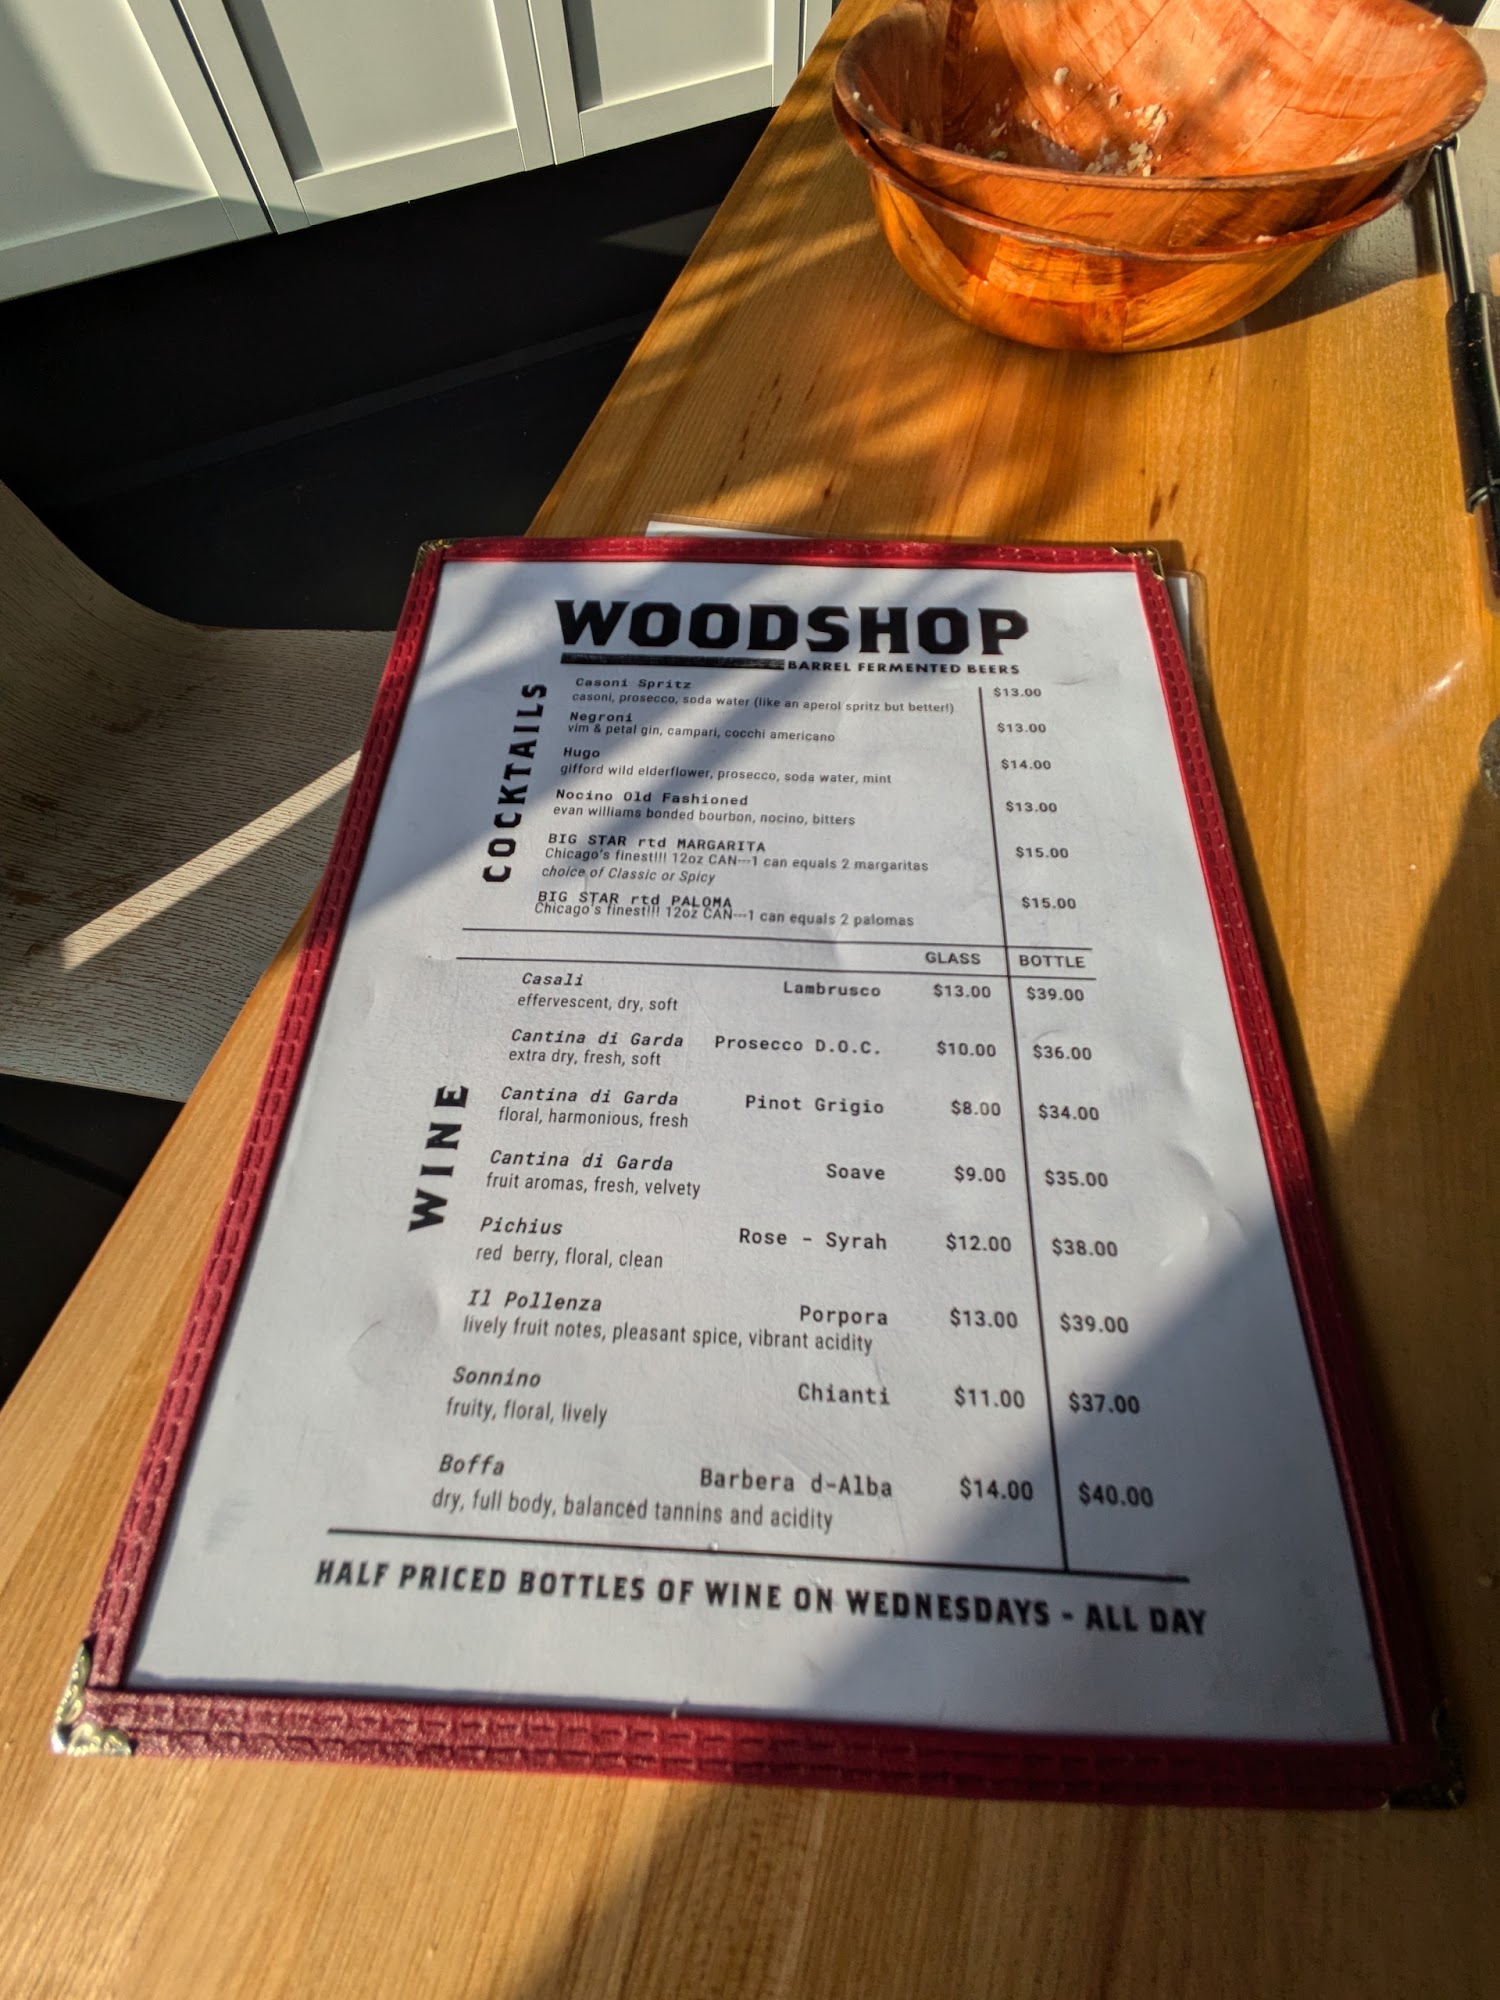 WOODSHOP
BARREL FERMENTED BEERS
COCKTAILS
Casoni Spritz $13.00
casoni, prosecco, soda water (like an aperol spritz but better!)
Negroni $13.00
vim & petal gin, campari, cocchi americano
Hugo $14.00
gifford wild elderflower, prosecco, soda water, mint
Nocino Old Fashioned $13.00
evan williams bonded bourbon, nocino, bitters
BIG STAR rtd MARGARITA $15.00
Chicago's finest!!! 12oz CAN---1 can equals 2 margaritas
choice of Classic or Spicy
BIG STAR rtd PALOMA $15.00
Chicago's finest!!! 12oz CAN---1 can equals 2 palomas
GLASS BOTTLE
WINE
Casali Lambrusco $13.00 $39.00
effervescent, dry, soft
Cantina di Garda Prosecco D.O.C. $10.00 $36.00
extra dry, fresh, soft
Cantina di Garda Pinot Grigio $8.00 $34.00
floral, harmonious, fresh
Cantina di Garda Soave $9.00 $35.00
fruit aromas, fresh, velvety
Pichius Rose - Syrah $12.00 $38.00
red berry, floral, clean
Il Pollenza Porpora $13.00 $39.00
lively fruit notes, pleasant spice, vibrant acidity
Sonnino Chianti $11.00 $37.00
fruity, floral, lively
Boffa Barbera d-Alba $14.00 $40.00
dry, full body, balanced tannins and acidity
HALF PRICED BOTTLES OF WINE ON WEDNESDAYS - ALL DAY